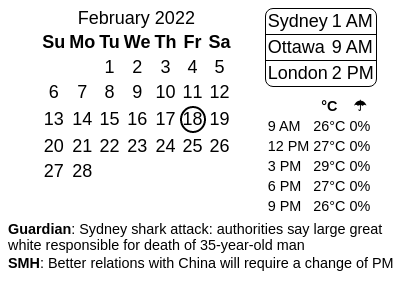 February 2022
Su Mo Tu We Th Fr Sa
1 2 3 4 5
6 7 8 9 10 11 12
13 14 15 16 17 18 19
20 21 22 23 24 25 26
27 28
Sydney 1 AM
Ottawa 9 AM
London 2 PM
°C ☂
9 AM 26°C 0%
12 PM 27°C 0%
3 PM 29°C 0%
6 PM 27°C 0%
9 PM 26°C 0%
Guardian: Sydney shark attack: authorities say large great
white responsible for death of 35-year-old man
SMH: Better relations with China will require a change of PM